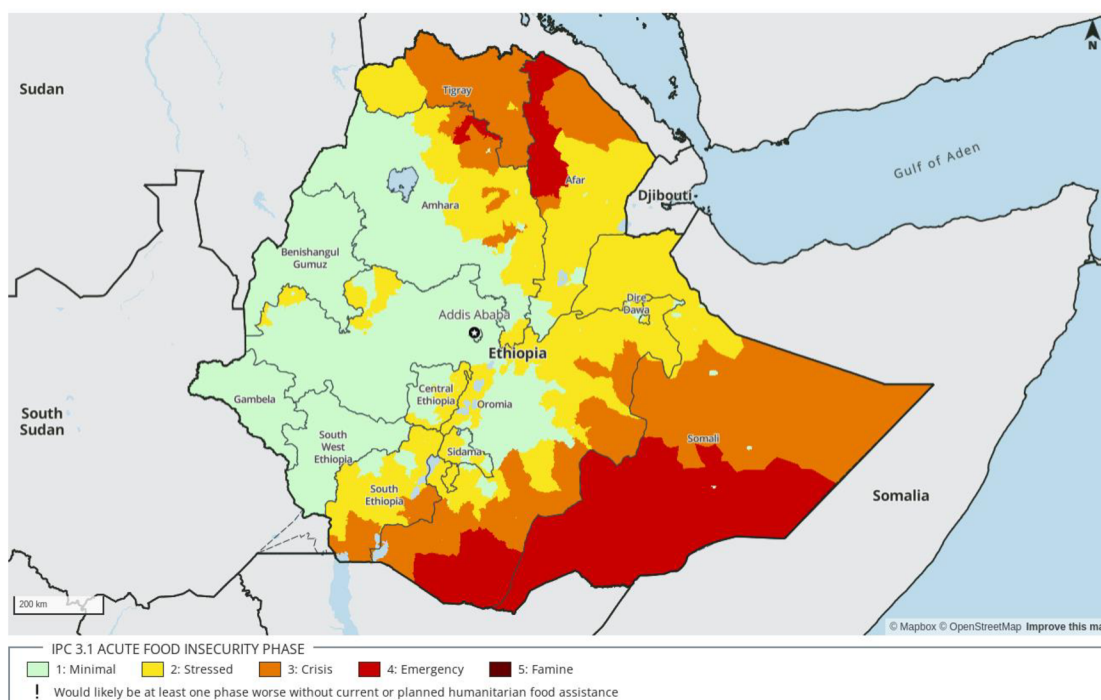 N
Sudan
Tigray
Gulf of Aden
Afar
Djibouti
Amhara
Benishangul
Gumuz
Dire
Dawa
Addis Ababa
Ethiopia
Central
Ethiopia
Gambela
Oromia
South
Sudan
South
West
Ethiopia
Somali
Sidama
South
Ethiopia
Somalia
200 km
© Mapbox © OpenStreetMap Improve this ma
IPC 3.1 ACUTE FOOD INSECURITY PHASE
1: Minimal 2: Stressed 3: Crisis 4: Emergency 5: Famine
! Would likely be at least one phase worse without current or planned humanitarian food assistance